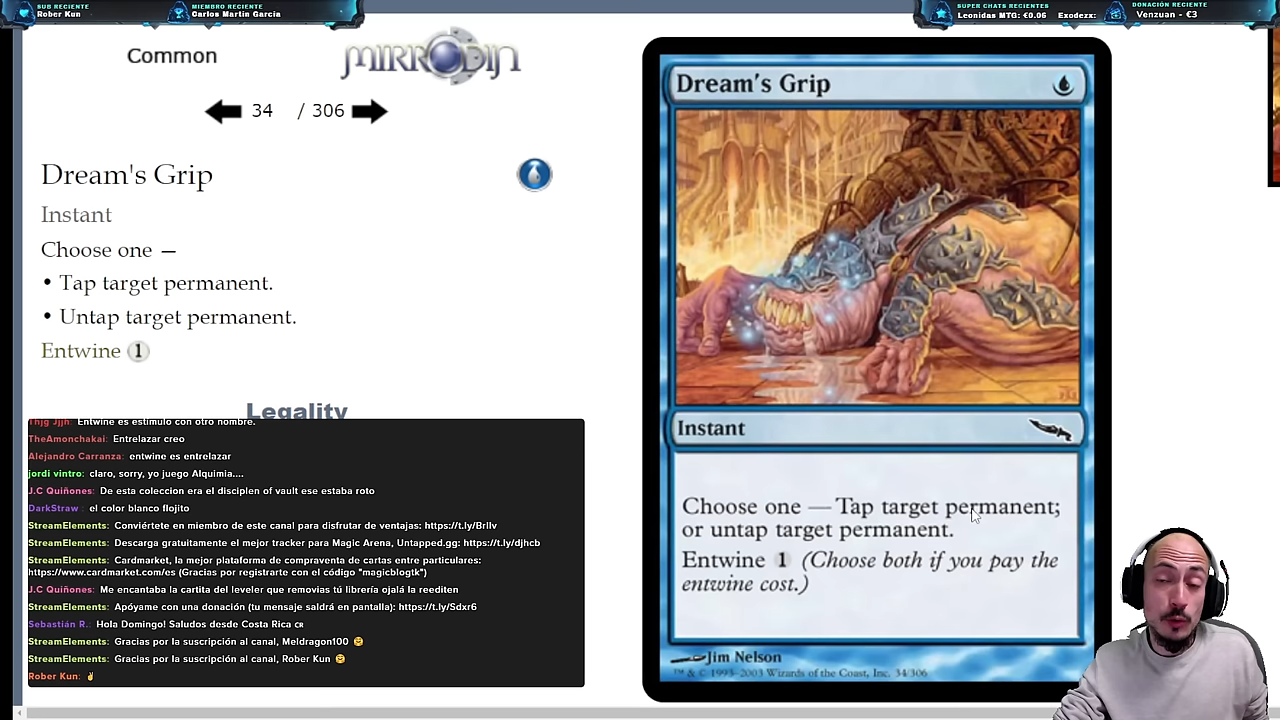 SUB RECIENTE
Rober Kun
MIEMBRO RECIENTE
Carlos Marlin Garcia
SUPER CHATS RECIENTES
Leonidas MTG: €0.06 Exodezx:
DONACIÓN RECIENTE
Venzuan - €3
Common
MIRRODIN
34 / 306
Dream's Grip
Instant
Choose one —
• Tap target permanent.
• Untap target permanent.
Entwine 1
Legality
Thjg Jjjh: Entwine es estimulo con otro nombre.
TheAmonchakai: Entrelazar creo
Alejandro Carranza: entwine es entrelazar
jordi vintro: claro, sorry, yo juego Alquimia....
J.C Quiñones: De esta coleccion era el disciplen of vault ese estaba roto
DarkStraw : el color blanco flojito
StreamElements: Conviértete en miembro de este canal para disfrutar de ventajas: https://t.ly/BrIlv
StreamElements: Descarga gratuitamente el mejor tracker para Magic Arena, Untapped.gg: https://t.ly/djhcb
StreamElements: Cardmarket, la mejor plataforma de compraventa de cartas entre particulares:
https://www.cardmarket.com/es (Gracias por registrarte con el código "magicblogtk")
J.C Quiñones: Me encantaba la cartita del leveler que removias tú librería ojalá la reediten
StreamElements: Apóyame con una donación (tu mensaje saldrá en pantalla): https://t.ly/Sdxr6
Sebastián R.: Hola Domingo! Saludos desde Costa Rica CR
StreamElements: Gracias por la suscripción al canal, Meldragon100
StreamElements: Gracias por la suscripción al canal, Rober Kun
Rober Kun: ✌
Dream's Grip
Instant
Choose one — Tap target permanent;
or untap target permanent.
Entwine 1 (Choose both if you pay the
entwine cost.)
Jim Nelson
™ & © 1993–2003 Wizards of the Coast, Inc. 34/306